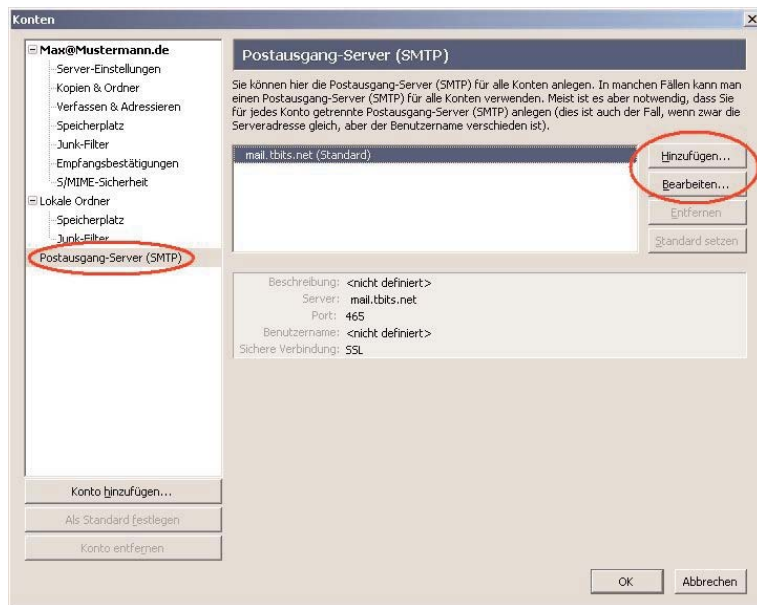 Konten
Max@Mustermann.de
Server-Einstellungen
Kopien & Ordner
Verfassen & Adressieren
Speicherplatz
Junk-Filter
Empfangsbestätigungen
S/MIME-Sicherheit
Lokale Ordner
Speicherplatz
Junk-Filter
Postausgang-Server (SMTP)
Konto hinzufügen...
Als Standard festlegen
Konto entfernen
Postausgang-Server (SMTP)
Sie können hier die Postausgang-Server (SMTP) für alle Konten anlegen. In manchen Fällen kann man
einen Postausgang-Server (SMTP) für alle Konten verwenden. Meist ist es aber notwendig, dass Sie
für jedes Konto getrennte Postausgang-Server (SMTP) anlegen (dies ist auch der Fall, wenn zwar die
Serveradresse gleich, aber der Benutzername verschieden ist).
mail.tbits.net (Standard)
Hinzufügen...
Bearbeiten...
Entfernen
Standard setzen
Beschreibung: <nicht definiert>
Server: mail.tbits.net
Port: 465
Benutzername: <nicht definiert>
Sichere Verbindung: SSL
OK
Abbrechen